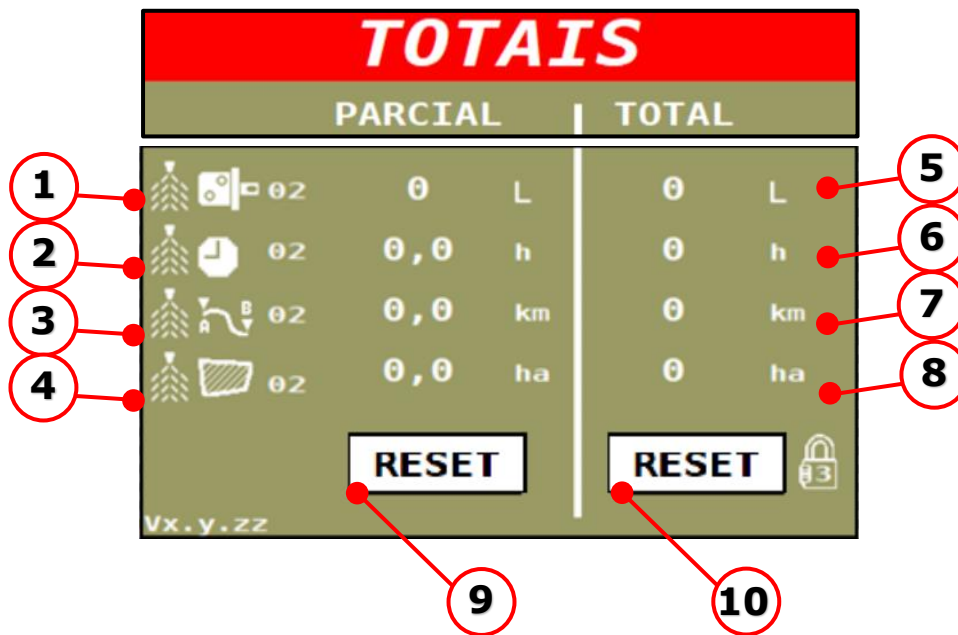 TOTAIS
PARCIAL TOTAL
1 02 0 L 0 L 5
2 02 0,0 h 0 h 6
3 A B 02 0,0 km 0 km 7
4 02 0,0 ha 0 ha 8
RESET RESET 3
Vx.y.zz
9 10